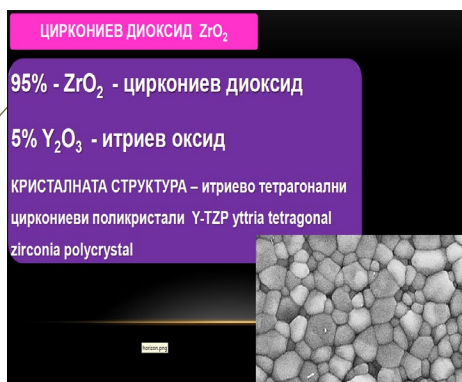 ЦИРКОНИЕВ ДИОКСИД ZrO₂
95% - ZrO₂ - циркониев диоксид
5% Y₂O₃ - итриев оксид
КРИСТАЛНАТА СТРУКТУРА – итриево тетрагонални
циркониеви поликристали Y-TZP yttria tetragonal
zirconia polycrystal
horizon.png